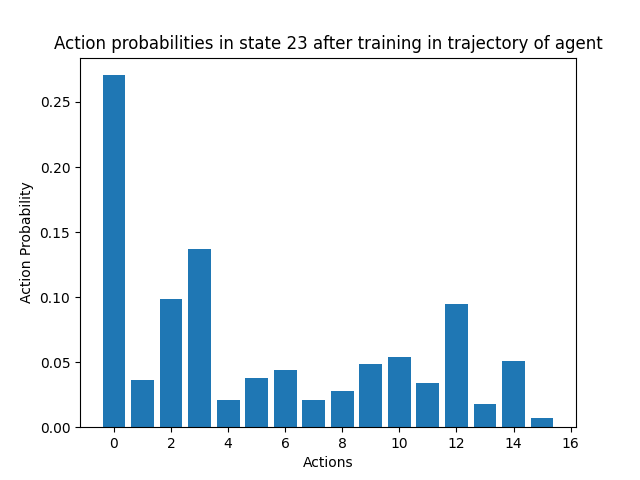 Action probabilities in state 23 after training in trajectory of agent
0.25
0.20
0.15
0.10
0.05
0.00
Action Probability
0 2 4 6 8 10 12 14 16
Actions